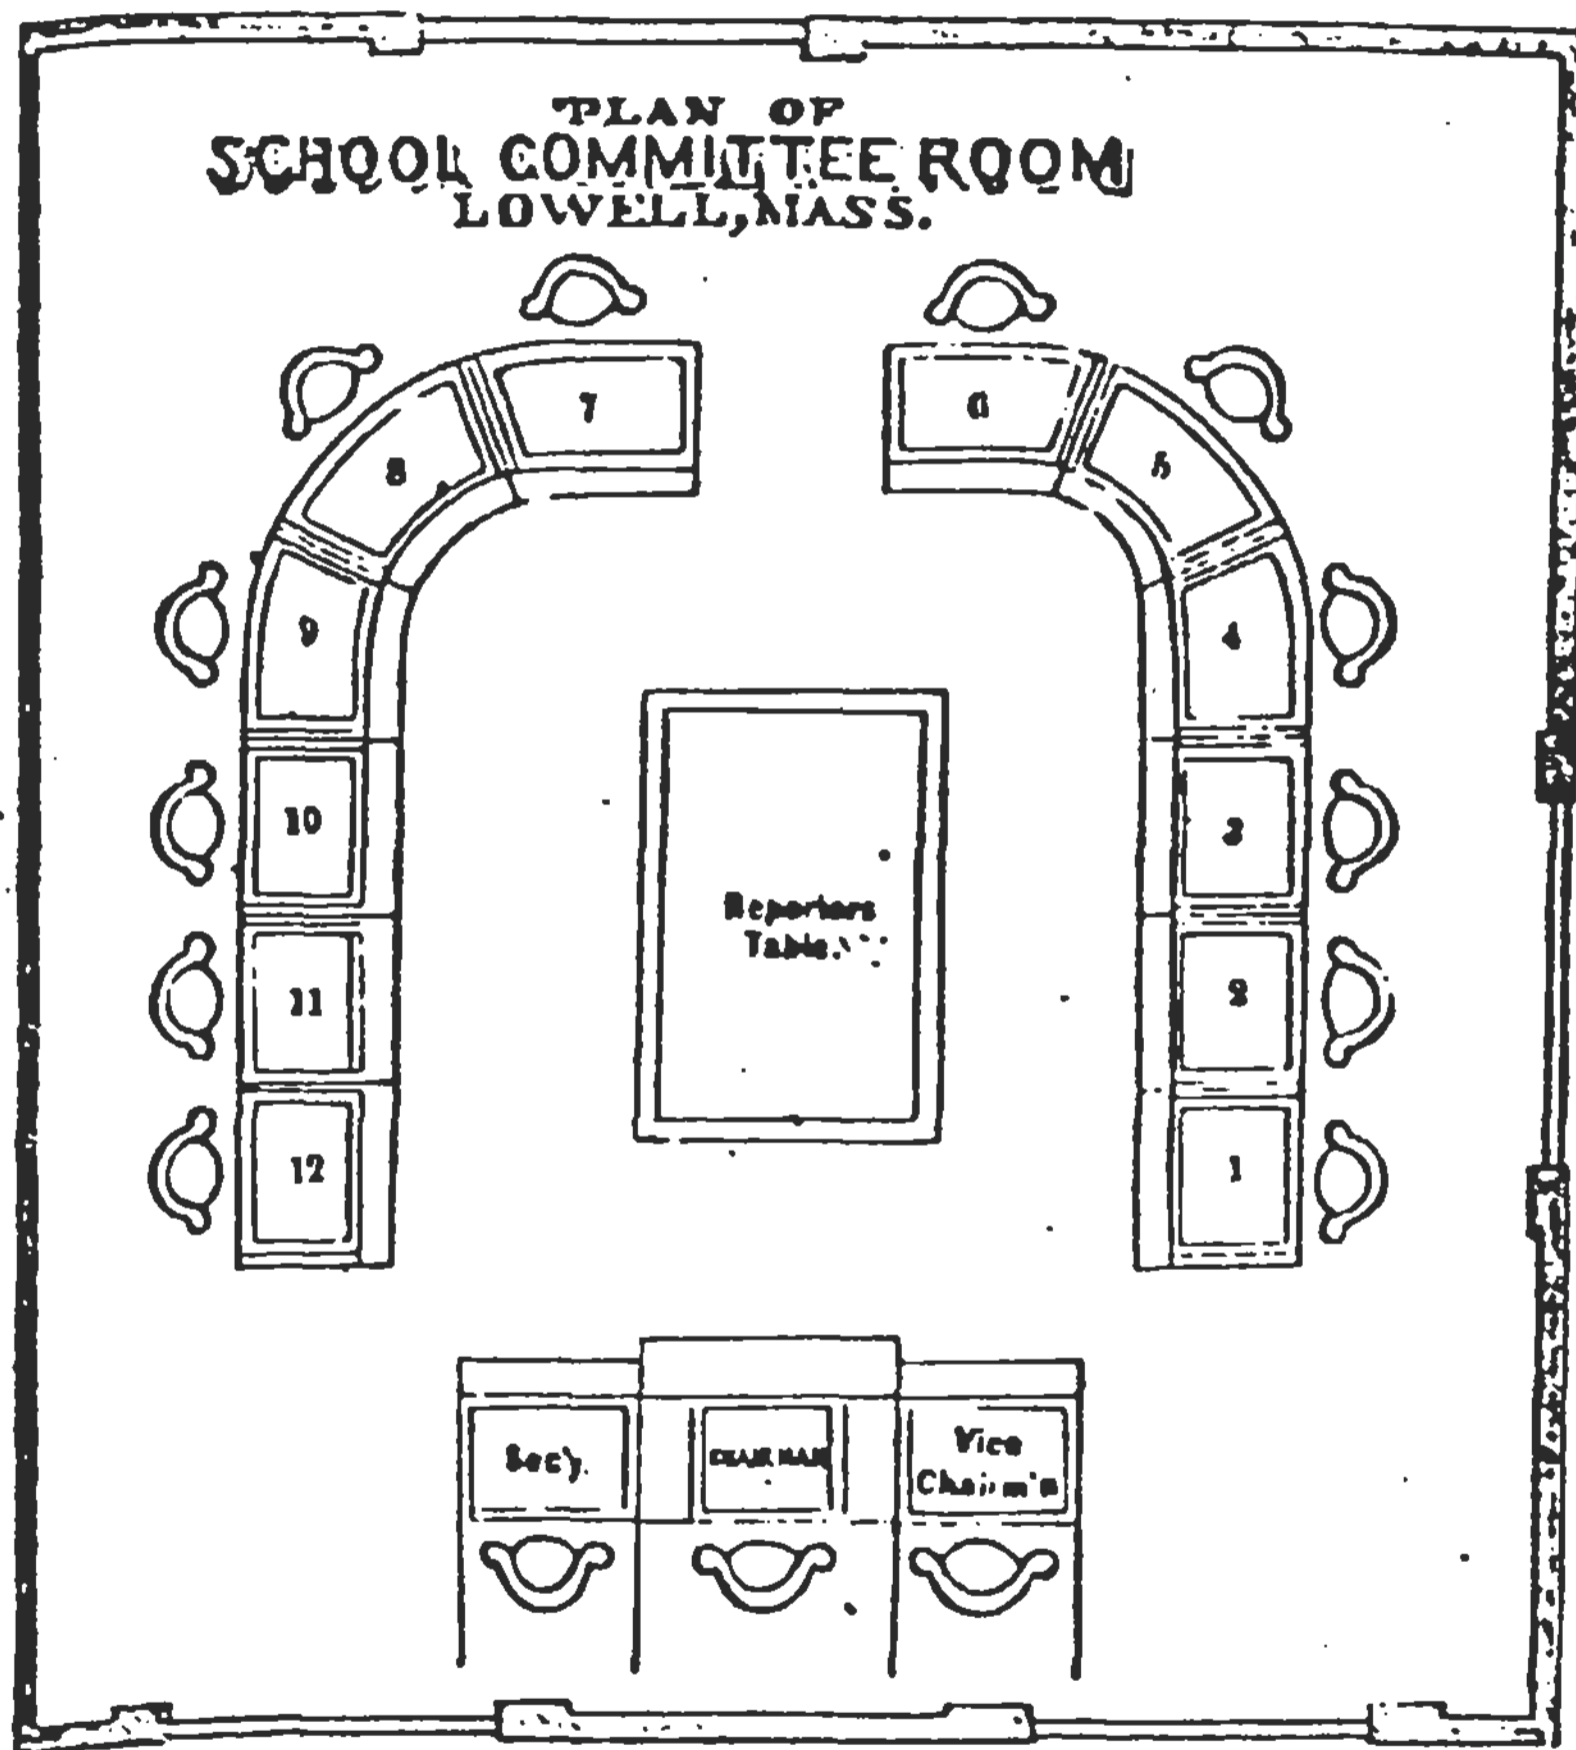 PLAN OF
SCHOOL COMMITTEE ROOM
LOWELL, MASS.
7
6
8
5
9
4
10
3
Reporters
Table.
11
2
12
1
Sec'y.
CHAIRMAN
Vice
Chairm'n